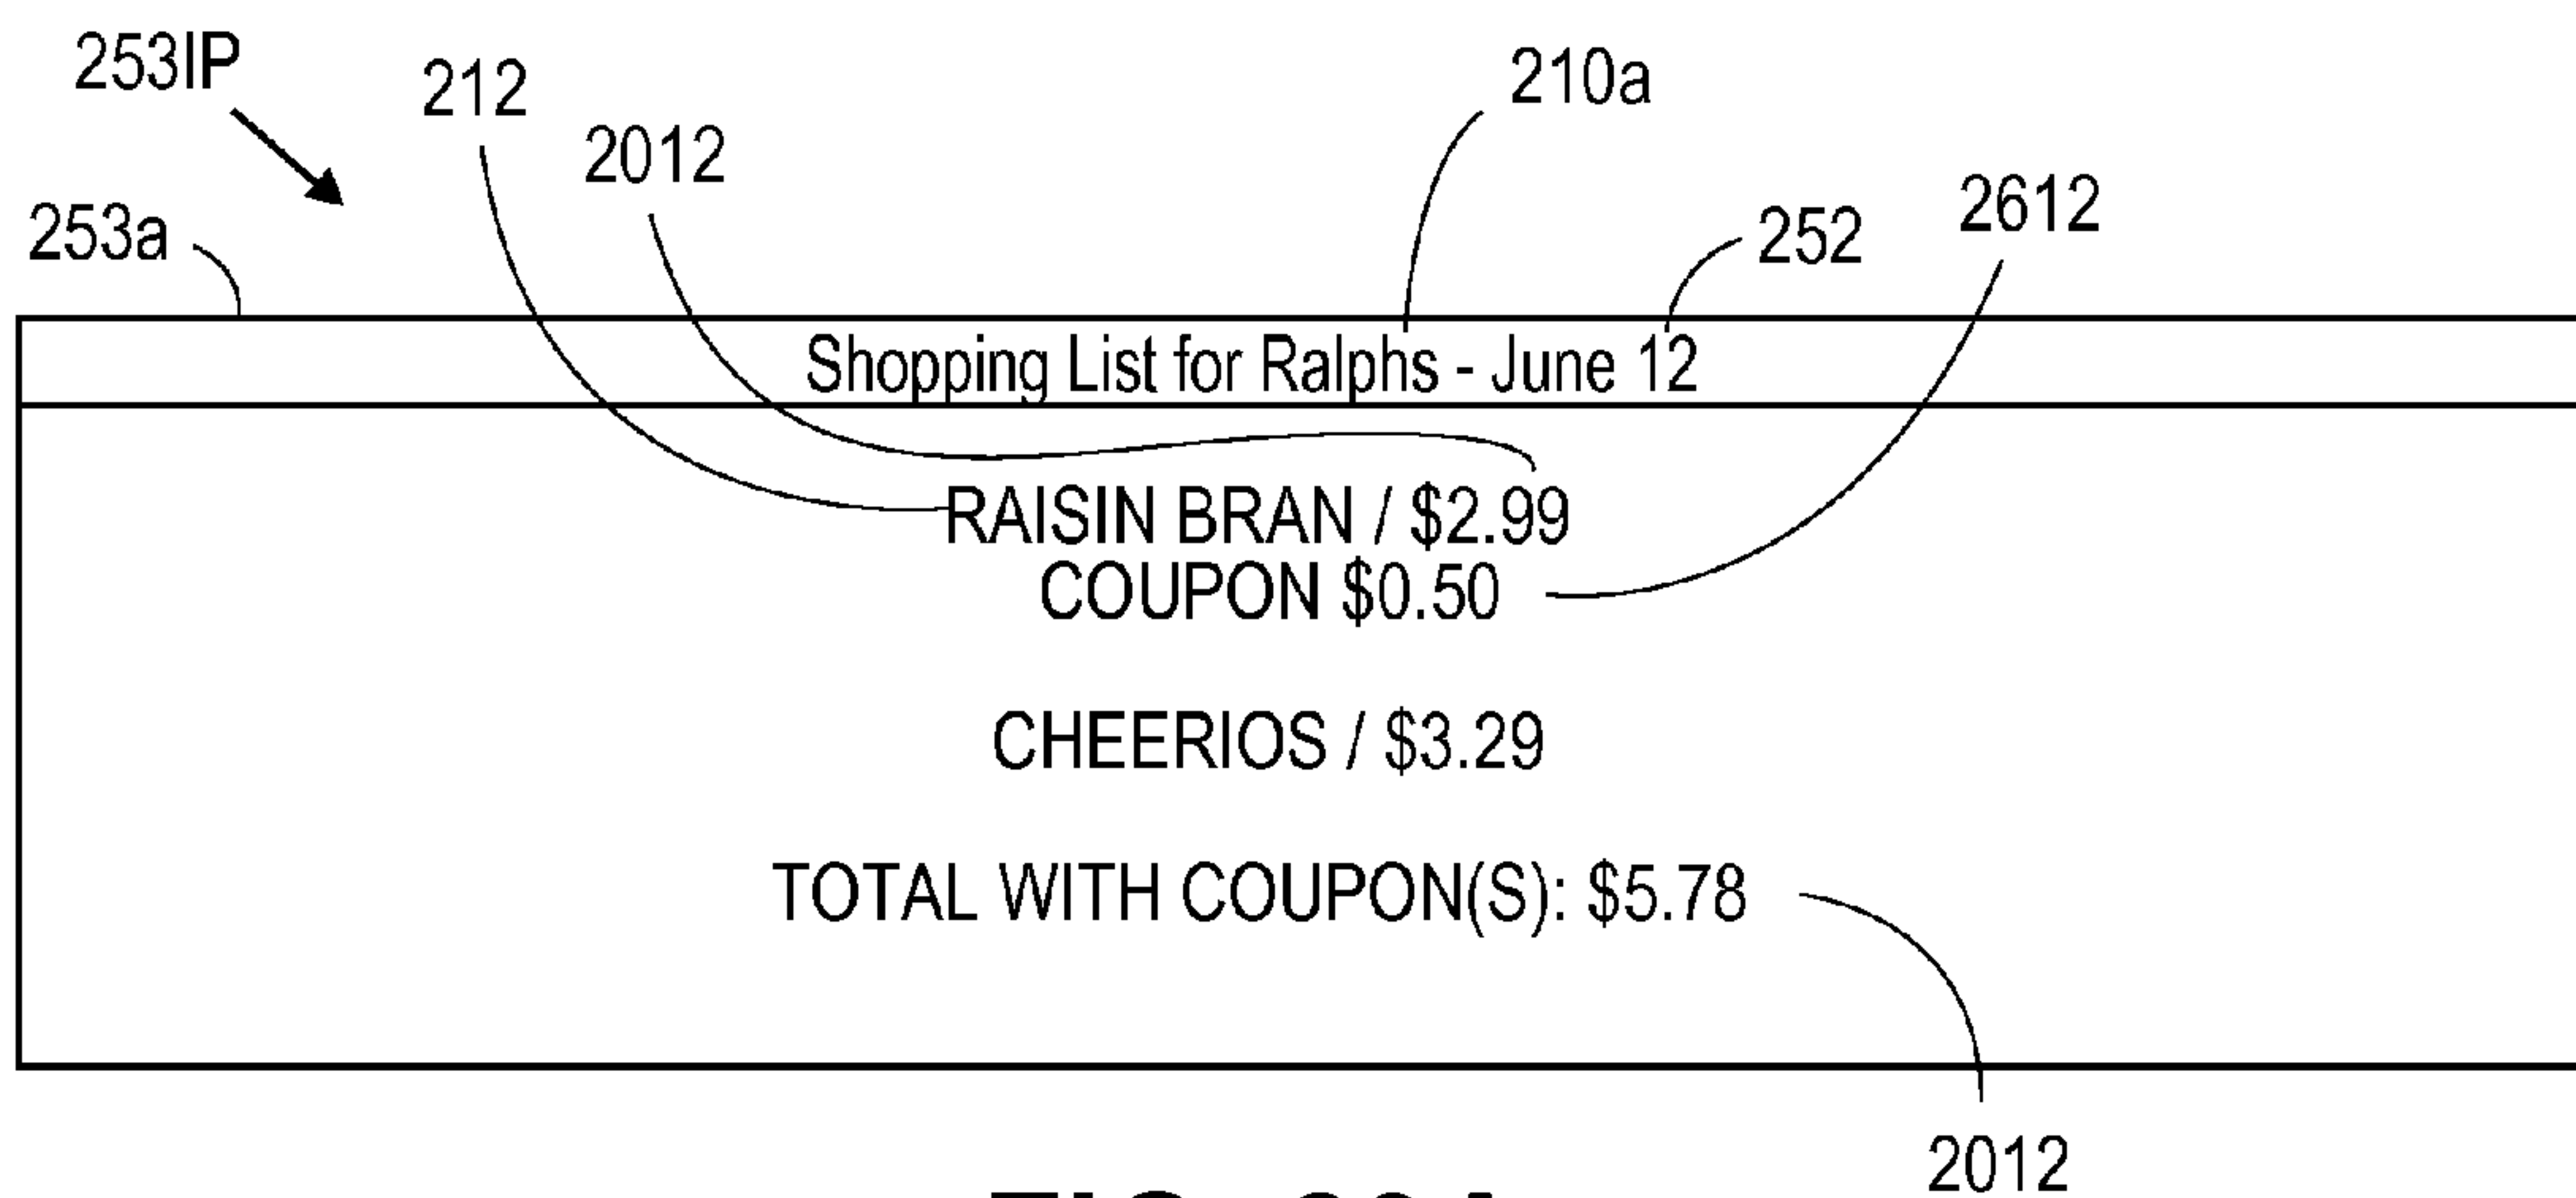 253IP
212
210a
2012
2612
253a
252
Shopping List for Ralphs - June 12
RAISIN BRAN / $2.99
COUPON $0.50
CHEERIOS / $3.29
TOTAL WITH COUPON(S): $5.78
2012